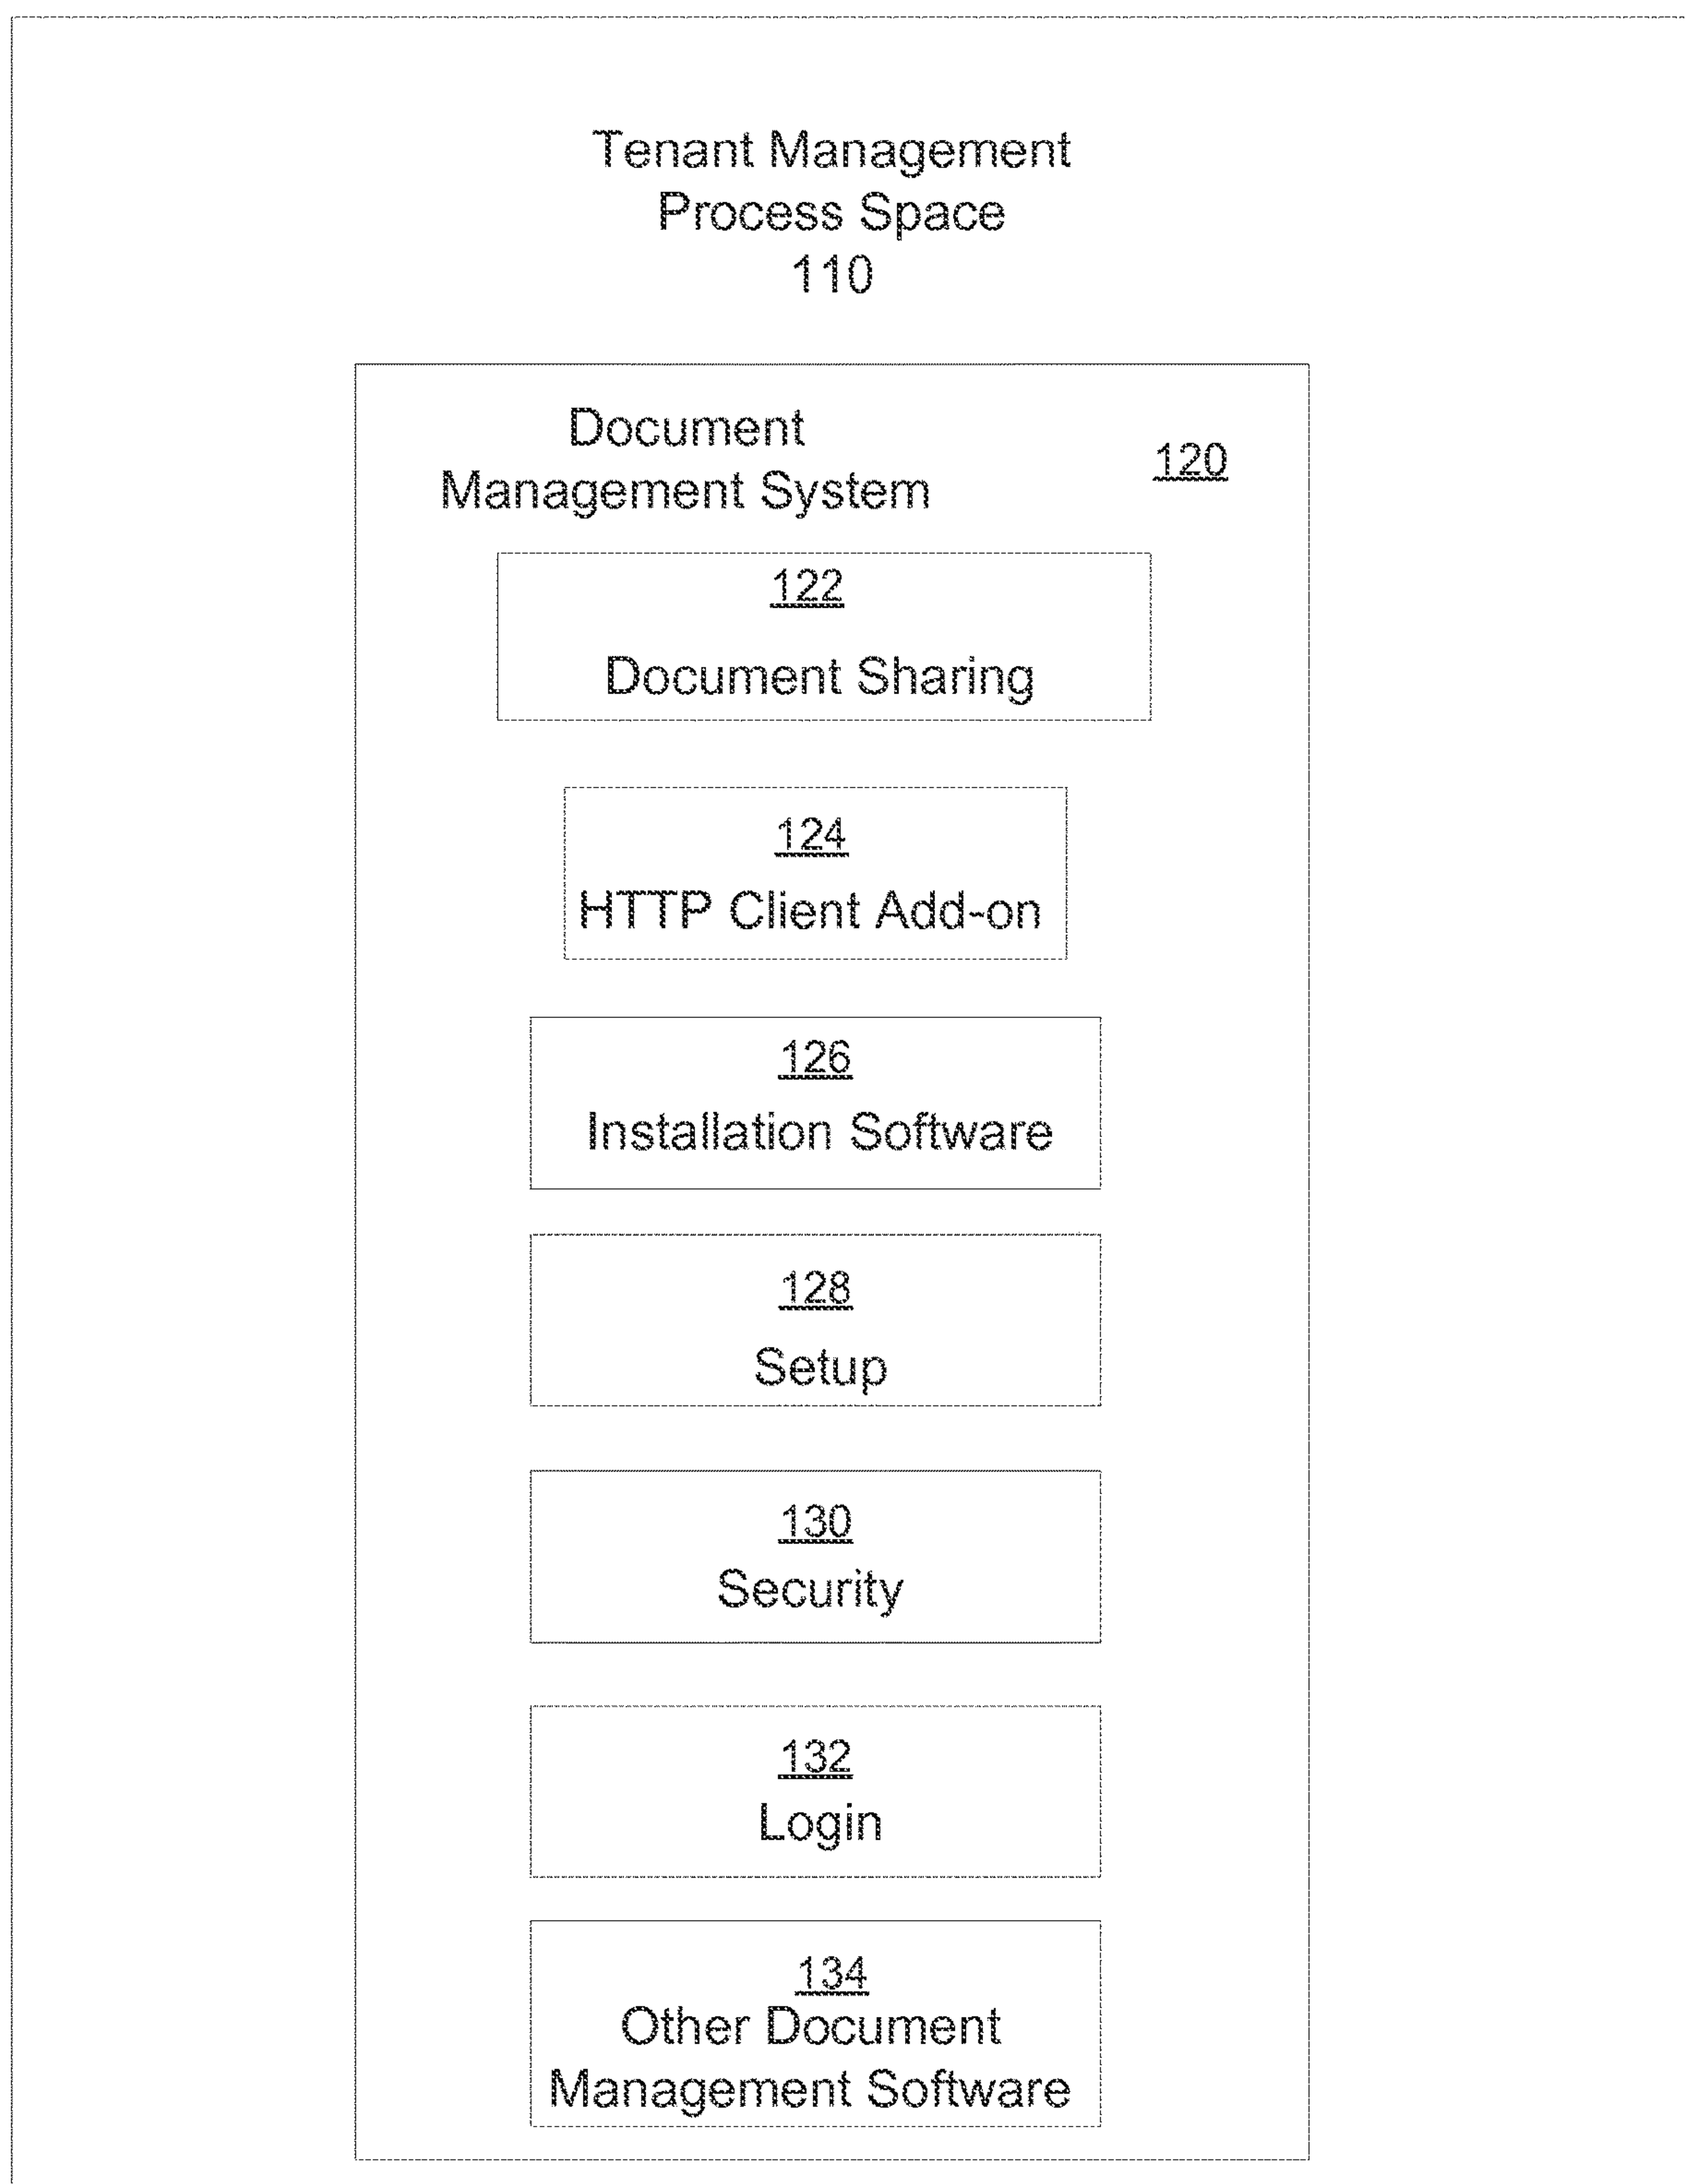 Tenant Management
Process Space
110
Document
Management System
120
122
Document Sharing
124
HTTP Client Add-on
126
Installation Software
128
Setup
130
Security
132
Login
134
Other Document
Management Software